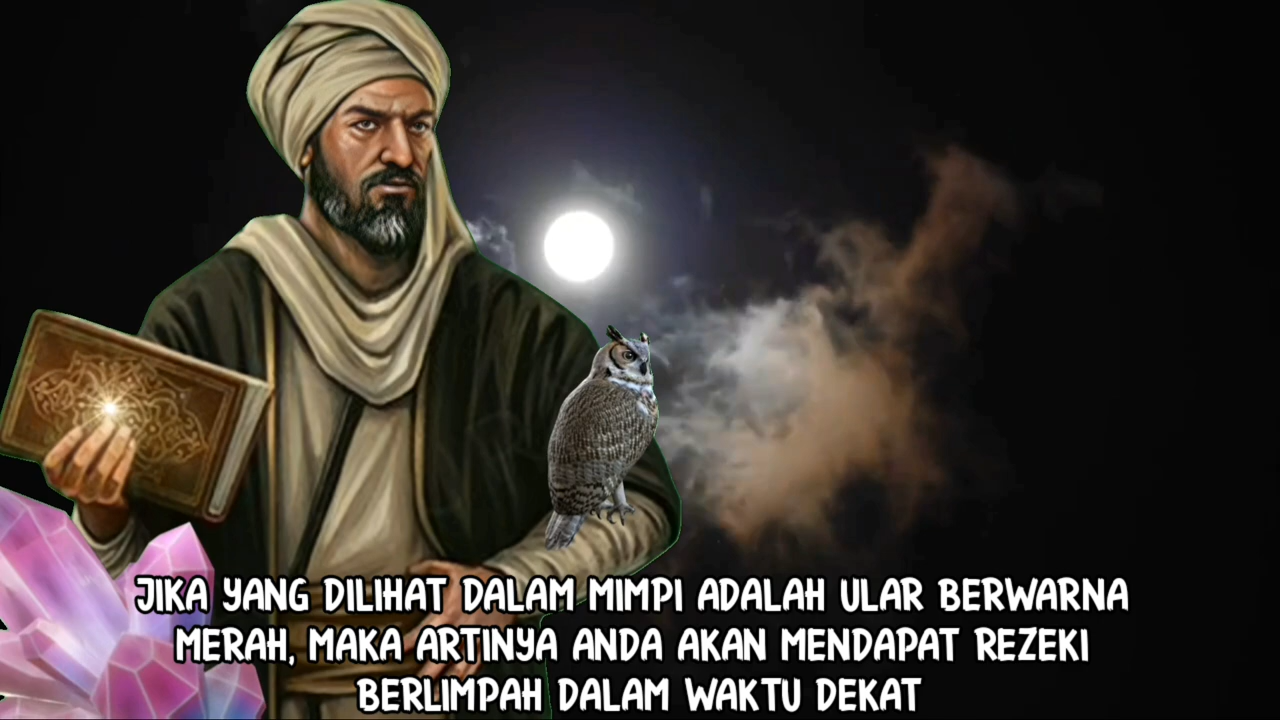 JIKA YANG DILIHAT DALAM MIMPI ADALAH ULAR BERWARNA
MERAH, MAKA ARTINYA ANDA AKAN MENDAPAT REZEKI
BERLIMPAH DALAM WAKTU DEKAT